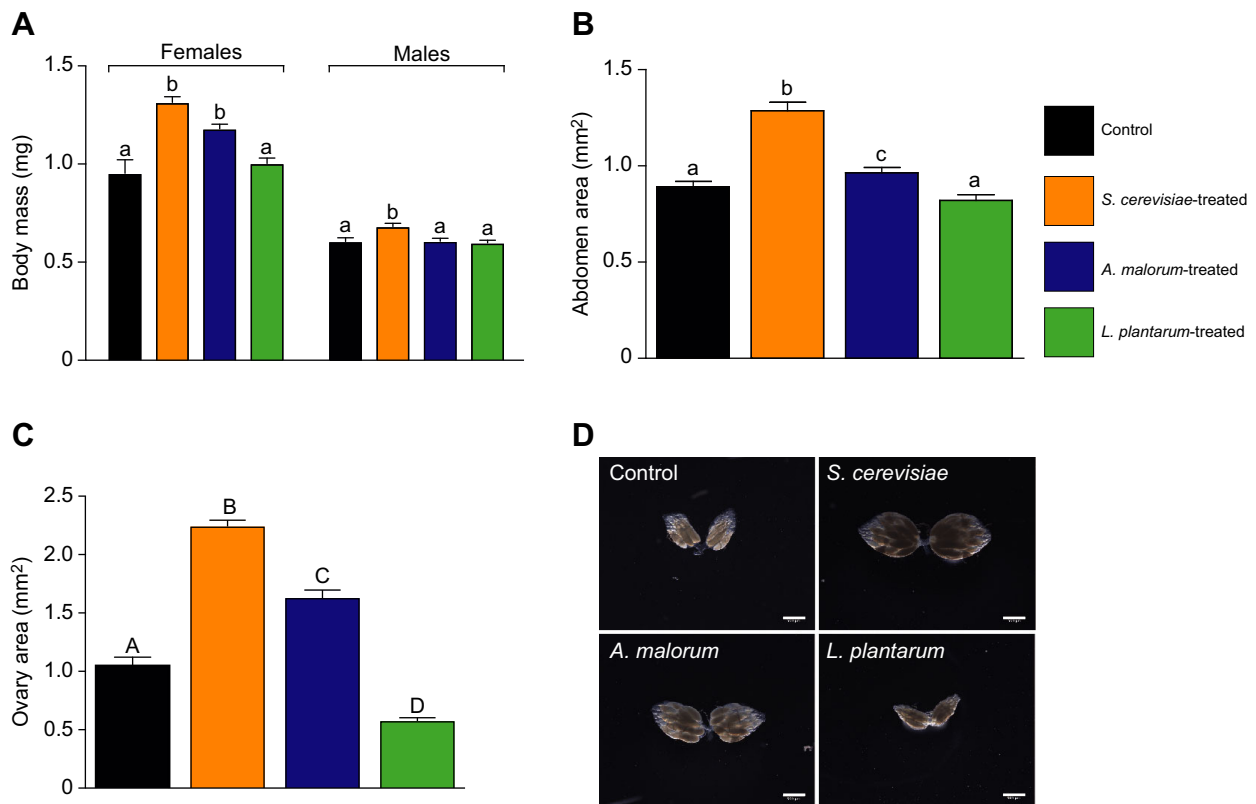 A
Females
Males
Body mass (mg)
1.5
1.0
0.5
0
a
b
b
a
a
b
a
a
B
Abdomen area (mm²)
1.5
1.0
0.5
0
a
b
c
a
Control
S. cerevisiae-treated
A. malorum-treated
L. plantarum-treated
C
Ovary area (mm²)
2.5
2.0
1.5
1.0
0.5
0
A
B
C
D
D
Control
S. cerevisiae
A. malorum
L. plantarum